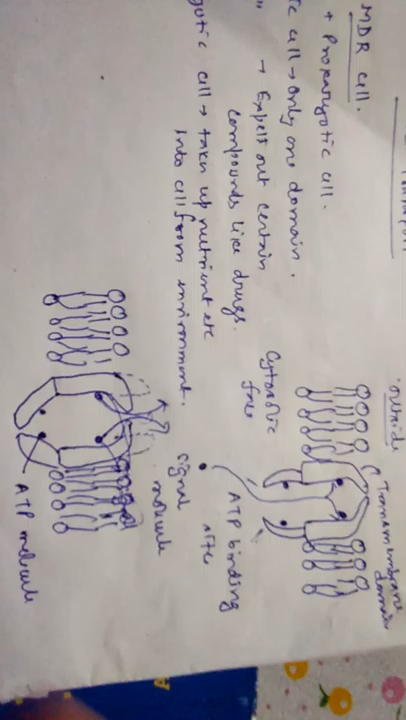 MDR cell.
+ Prokaryotic cell.
cell → only one domain.
" → Expels out certain
compounds like drugs.
cell → taken up nutrient etc
into cell from environment.
outside
Transmembrane
domain
Cytosolic
face
ATP binding
site
signal
molecule
ATP molecule